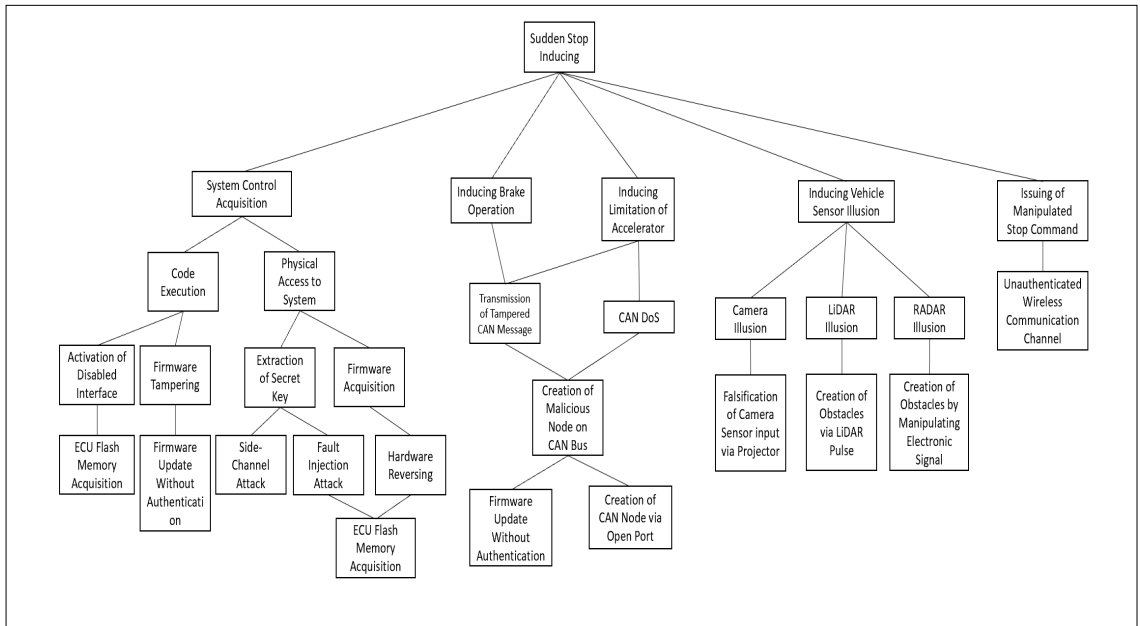 Sudden Stop
Inducing
System Control
Acquisition
Inducing Brake
Operation
Inducing
Limitation of
Accelerator
Inducing Vehicle
Sensor Illusion
Issuing of
Manipulated
Stop Command
Code
Execution
Physical
Access to
System
Transmission
of Tampered
CAN Message
CAN DoS
Camera
Illusion
LiDAR
Illusion
RADAR
Illusion
Unauthenticated
Wireless
Communication
Channel
Activation of
Disabled
Interface
Firmware
Tampering
Extraction
of Secret
Key
Firmware
Acquisition
Creation of
Malicious
Node on
CAN Bus
Falsification
of Camera
Sensor input
via Projector
Creation of
Obstacles
via LiDAR
Pulse
Creation of
Obstacles by
Manipulating
Electronic
Signal
ECU Flash
Memory
Acquisition
Firmware
Update
Without
Authenticati
on
Side-
Channel
Attack
Fault
Injection
Attack
Hardware
Reversing
ECU Flash
Memory
Acquisition
Firmware
Update
Without
Authentication
Creation of
CAN Node via
Open Port